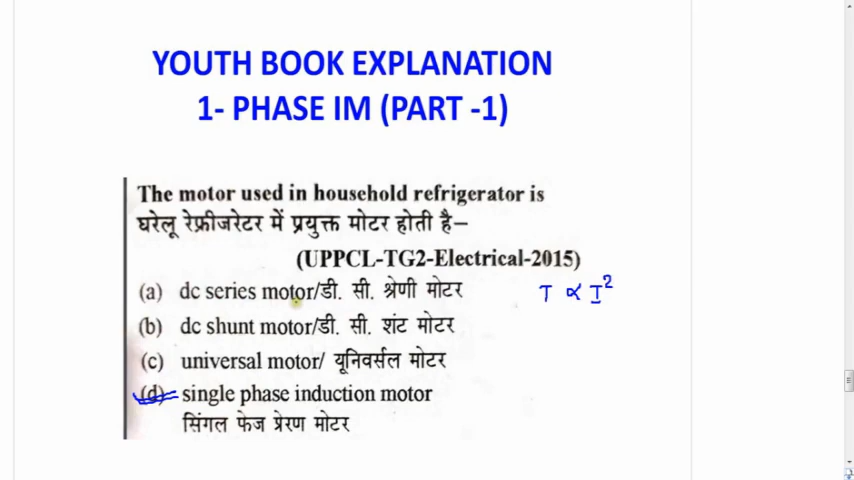 YOUTH BOOK EXPLANATION
1- PHASE IM (PART -1)
The motor used in household refrigerator is
घरेलू रेफ्रीजरेटर में प्रयुक्त मोटर होती है–
(UPPCL-TG2-Electrical-2015)
(a) dc series motor/डी. सी. श्रेणी मोटर
T ∝ I²
(b) dc shunt motor/डी. सी. शंट मोटर
(c) universal motor/ यूनिवर्सल मोटर
(d) single phase induction motor
सिंगल फेज प्रेरण मोटर